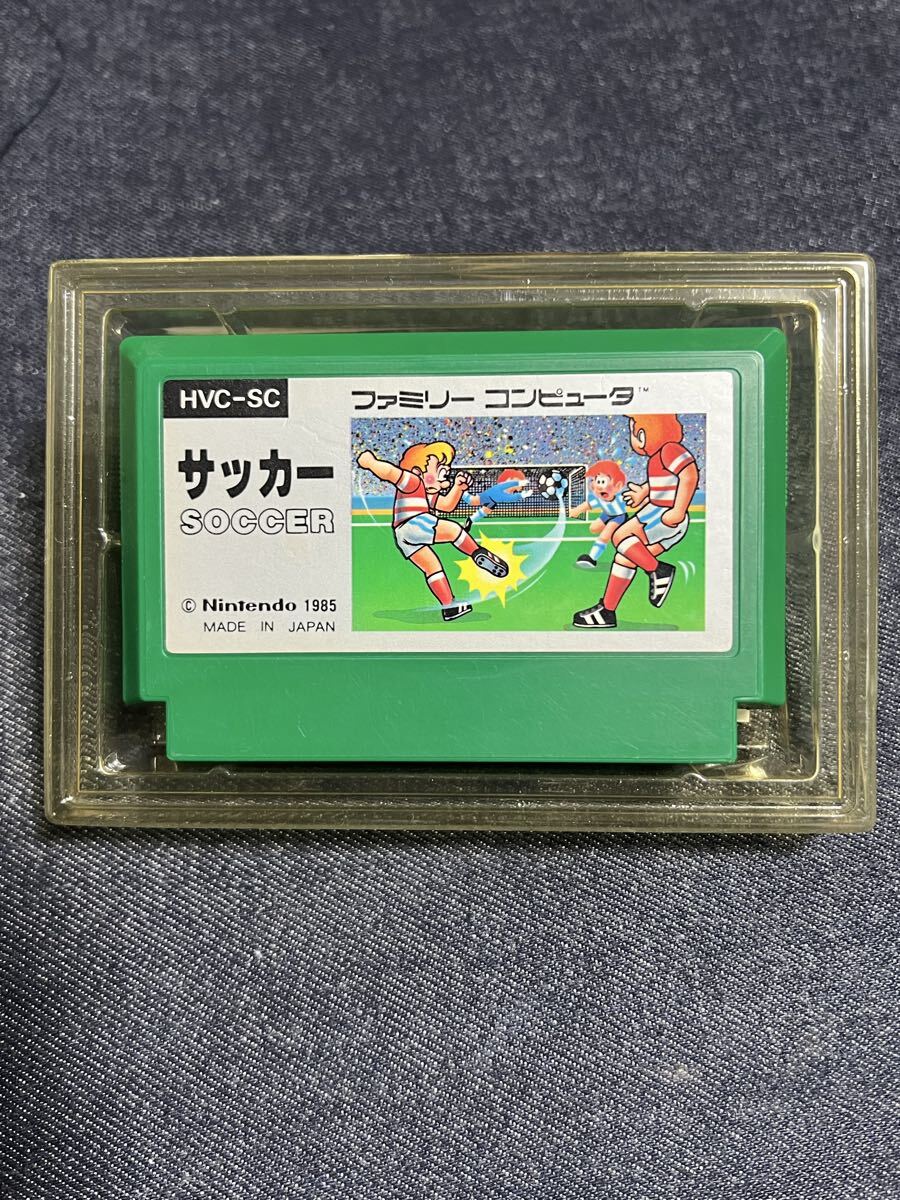 HVC-SC
ファミリー コンピュータ™
サッカー
SOCCER
© Nintendo 1985
MADE IN JAPAN